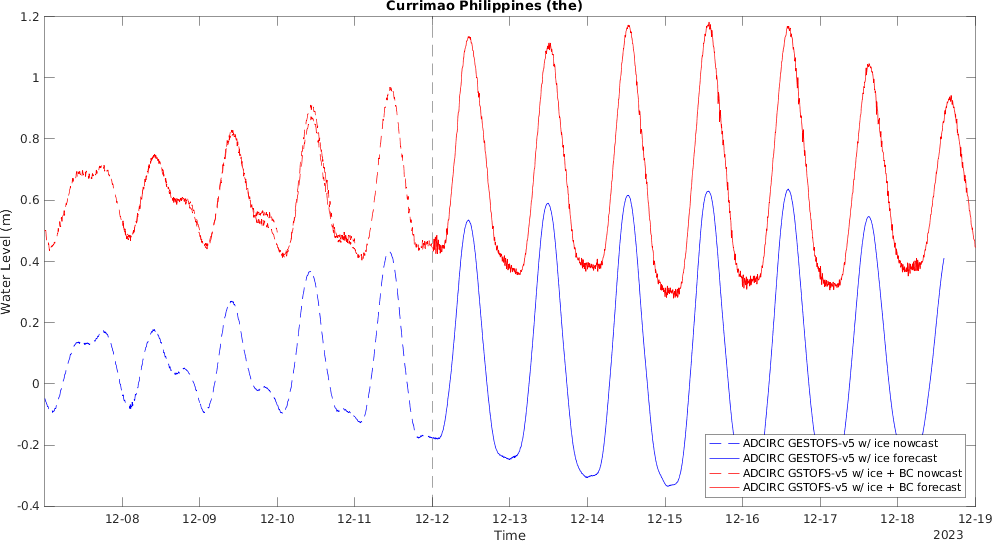 Currimao Philippines (the)
Water Level (m)
1.2
1
0.8
0.6
0.4
0.2
0
-0.2
-0.4
ADCIRC GESTOFS-v5 w/ ice nowcast
ADCIRC GESTOFS-v5 w/ ice forecast
ADCIRC GSTOFS-v5 w/ ice + BC nowcast
ADCIRC GSTOFS-v5 w/ ice + BC forecast
12-08 12-09 12-10 12-11 12-12 12-13 12-14 12-15 12-16 12-17 12-18 12-19
Time
2023